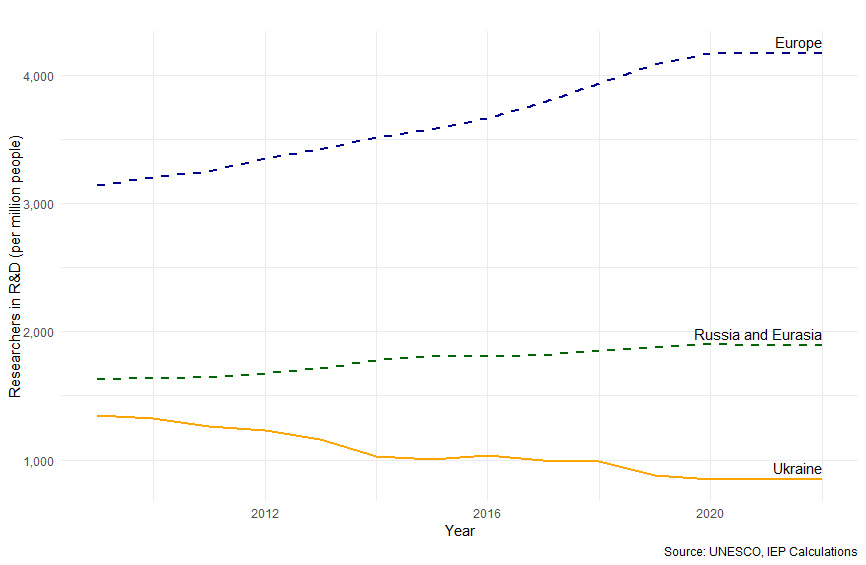 Europe
4,000
3,000
Researchers in R&D (per million people)
2,000
Russia and Eurasia
1,000
Ukraine
2012
2016
2020
Year
Source: UNESCO, IEP Calculations